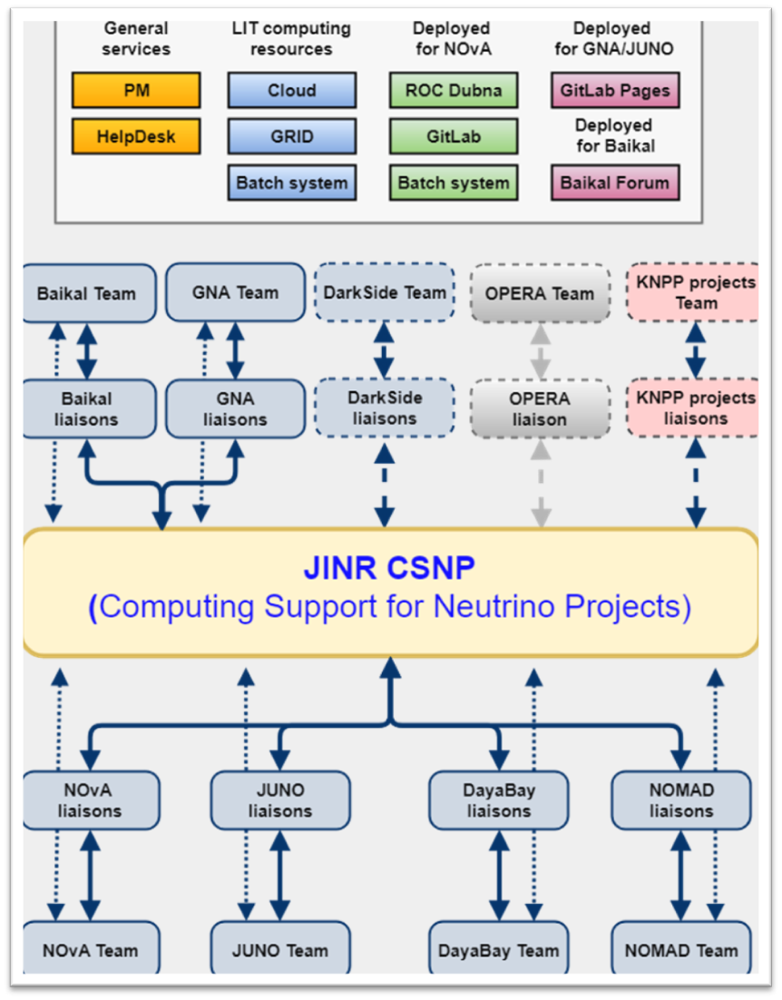 General
services
LIT computing
resources
Deployed
for NOvA
Deployed
for GNA/JUNO
PM
Cloud
ROC Dubna
GitLab Pages
HelpDesk
GRID
GitLab
Deployed
for Baikal
Batch system
Batch system
Baikal Forum
Baikal Team
GNA Team
DarkSide Team
OPERA Team
KNPP projects
Team
Baikal
liaisons
GNA
liaisons
DarkSide
liaisons
OPERA
liaison
KNPP projects
liaisons
JINR CSNP
(Computing Support for Neutrino Projects)
NOvA
liaisons
JUNO
liaisons
DayaBay
liaisons
NOMAD
liaisons
NOvA Team
JUNO Team
DayaBay Team
NOMAD Team